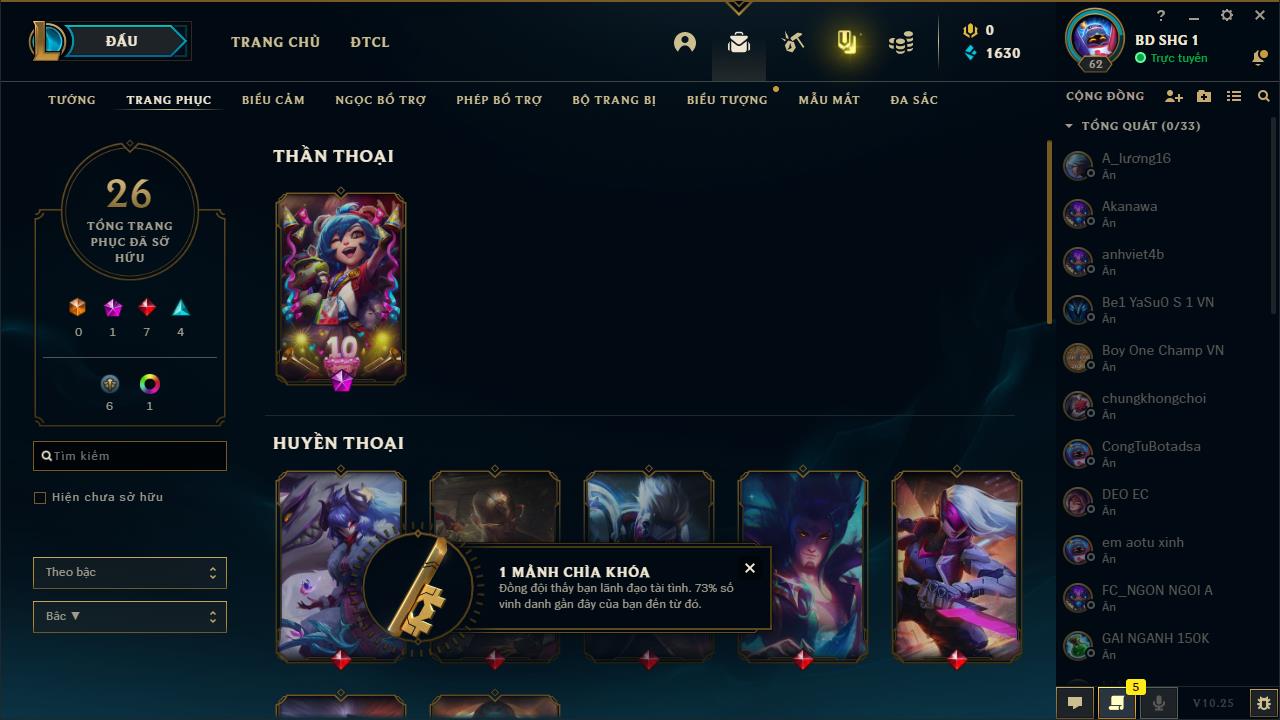 ĐẤU
TRANG CHỦ
ĐTCL
0
1630
62
BD SHG 1
Trực tuyến
TƯỚNG
TRANG PHỤC
BIỂU CẢM
NGỌC BỔ TRỢ
PHÉP BỔ TRỢ
BỘ TRANG BỊ
BIỂU TƯỢNG
MẪU MẮT
ĐA SẮC
CỘNG ĐỒNG
26
TỔNG TRANG
PHỤC ĐÃ SỞ
HỮU
0
1
7
4
6
1
Tìm kiếm
Hiện chưa sở hữu
Theo bậc
Bậc ▼
THẦN THOẠI
10
HUYỀN THOẠI
1 MẢNH CHÌA KHÓA
Đồng đội thấy bạn lãnh đạo tài tình. 73% số
vinh danh gần đây của bạn đến từ đó.
TỔNG QUÁT (0/33)
A_lương16
Ẩn
Akanawa
Ẩn
anhviet4b
Ẩn
Be1 YaSu0 S 1 VN
Ẩn
Boy One Champ VN
Ẩn
chungkhongchoi
Ẩn
CongTuBotadsa
Ẩn
DEO EC
Ẩn
em aotu xinh
Ẩn
FC_NGON NGOI A
Ẩn
GAI NGANH 150K
Ẩn
5
V10.25